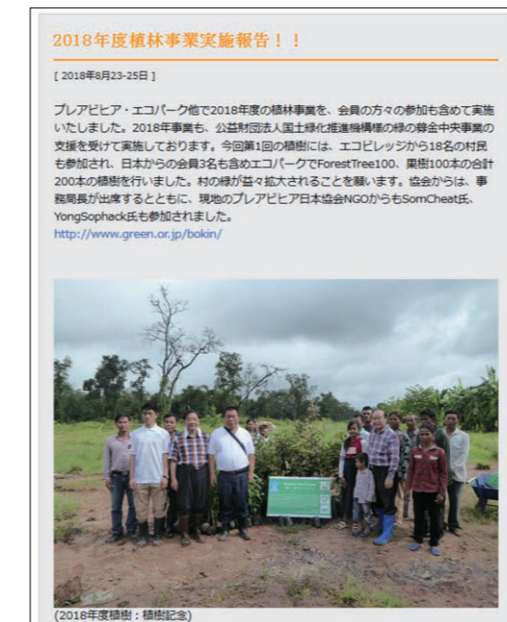 2018年度植林事業実施報告！！
[ 2018年8月23-25日 ]
プレアビヒア・エコパーク他で2018年度の植林事業を、会員の方々の参加も含めて実施
いたしました。2018年事業も、公益財団法人国土緑化推進機構様の緑の募金中央事業の
支援を受けて実施しております。今回第1回の植樹には、エコビレッジから18名の村民
も参加され、日本からの会員3名も含めエコパークでForestTree100、果樹100本の合計
200本の植樹を行いました。村の緑が益々拡大されることを願います。協会からは、事
務局長が出席するとともに、現地のプレアビヒア日本協会NGOからもSomCheat氏、
YongSophack氏も参加されました。
http://www.green.or.jp/bokin/
(2018年度植樹：植樹記念)